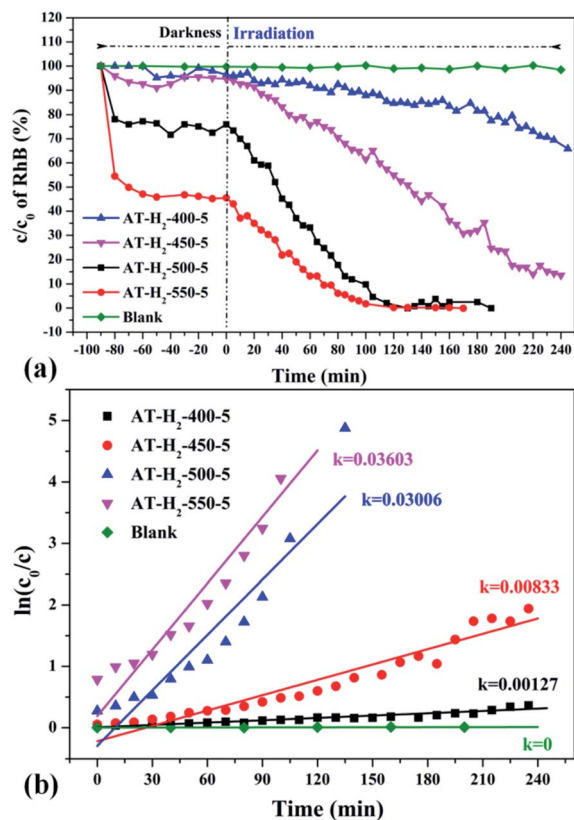 Darkness
Irradiation
c/c₀ of RhB (%)
120
110
100
90
80
70
60
50
40
30
20
10
0
-10
AT-H₂-400-5
AT-H₂-450-5
AT-H₂-500-5
AT-H₂-550-5
Blank
-100 -80 -60 -40 -20 0 20 40 60 80 100 120 140 160 180 200 220 240
(a)
Time (min)
ln(c₀/c)
5
4
3
2
1
0
AT-H₂-400-5
AT-H₂-450-5
AT-H₂-500-5
AT-H₂-550-5
Blank
k=0.03603
k=0.03006
k=0.00833
k=0.00127
k=0
0 30 60 90 120 150 180 210 240
(b)
Time (min)